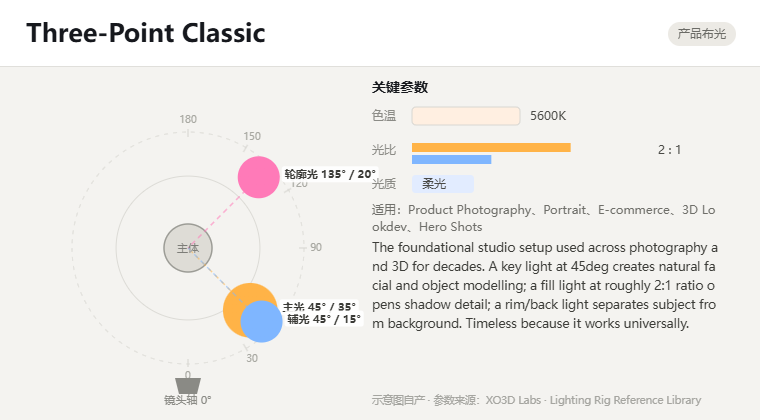 Three-Point Classic
产品布光
关键参数
色温
5600K
光比
2 : 1
光质
柔光
适用：Product Photography、Portrait、E-commerce、3D Lo
okdev、Hero Shots
The foundational studio setup used across photography a
nd 3D for decades. A key light at 45deg creates natural fa
cial and object modelling; a fill light at roughly 2:1 ratio o
pens shadow detail; a rim/back light separates subject fro
m background. Timeless because it works universally.
180
150
轮廓光 135° / 20°
120
主体
90
主光 45° / 35°
辅光 45° / 15°
30
0
镜头轴 0°
示意图自产 · 参数来源：XO3D Labs · Lighting Rig Reference Library